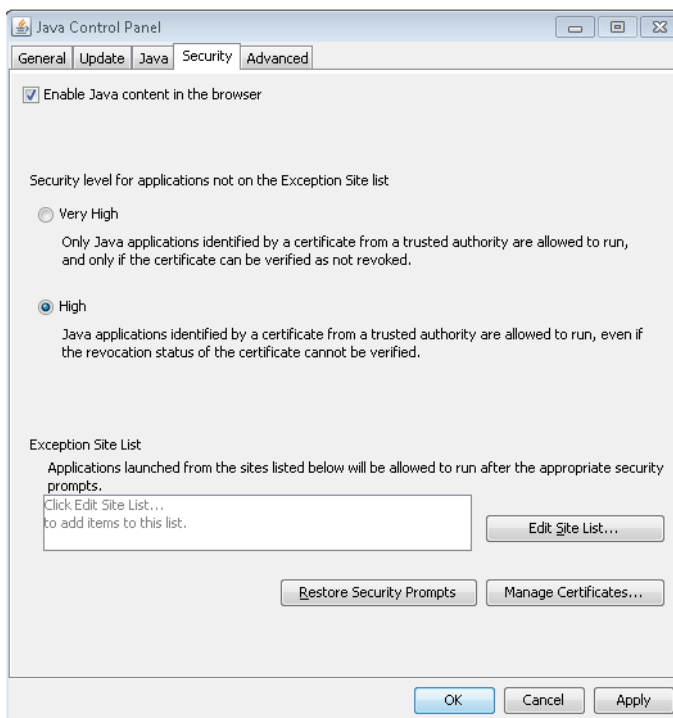 Java Control Panel
General Update Java Security Advanced
Enable Java content in the browser
Security level for applications not on the Exception Site list
Very High
Only Java applications identified by a certificate from a trusted authority are allowed to run,
and only if the certificate can be verified as not revoked.
High
Java applications identified by a certificate from a trusted authority are allowed to run, even if
the revocation status of the certificate cannot be verified.
Exception Site List
Applications launched from the sites listed below will be allowed to run after the appropriate security
prompts.
Click Edit Site List...
to add items to this list.
Edit Site List...
Restore Security Prompts Manage Certificates...
OK Cancel Apply